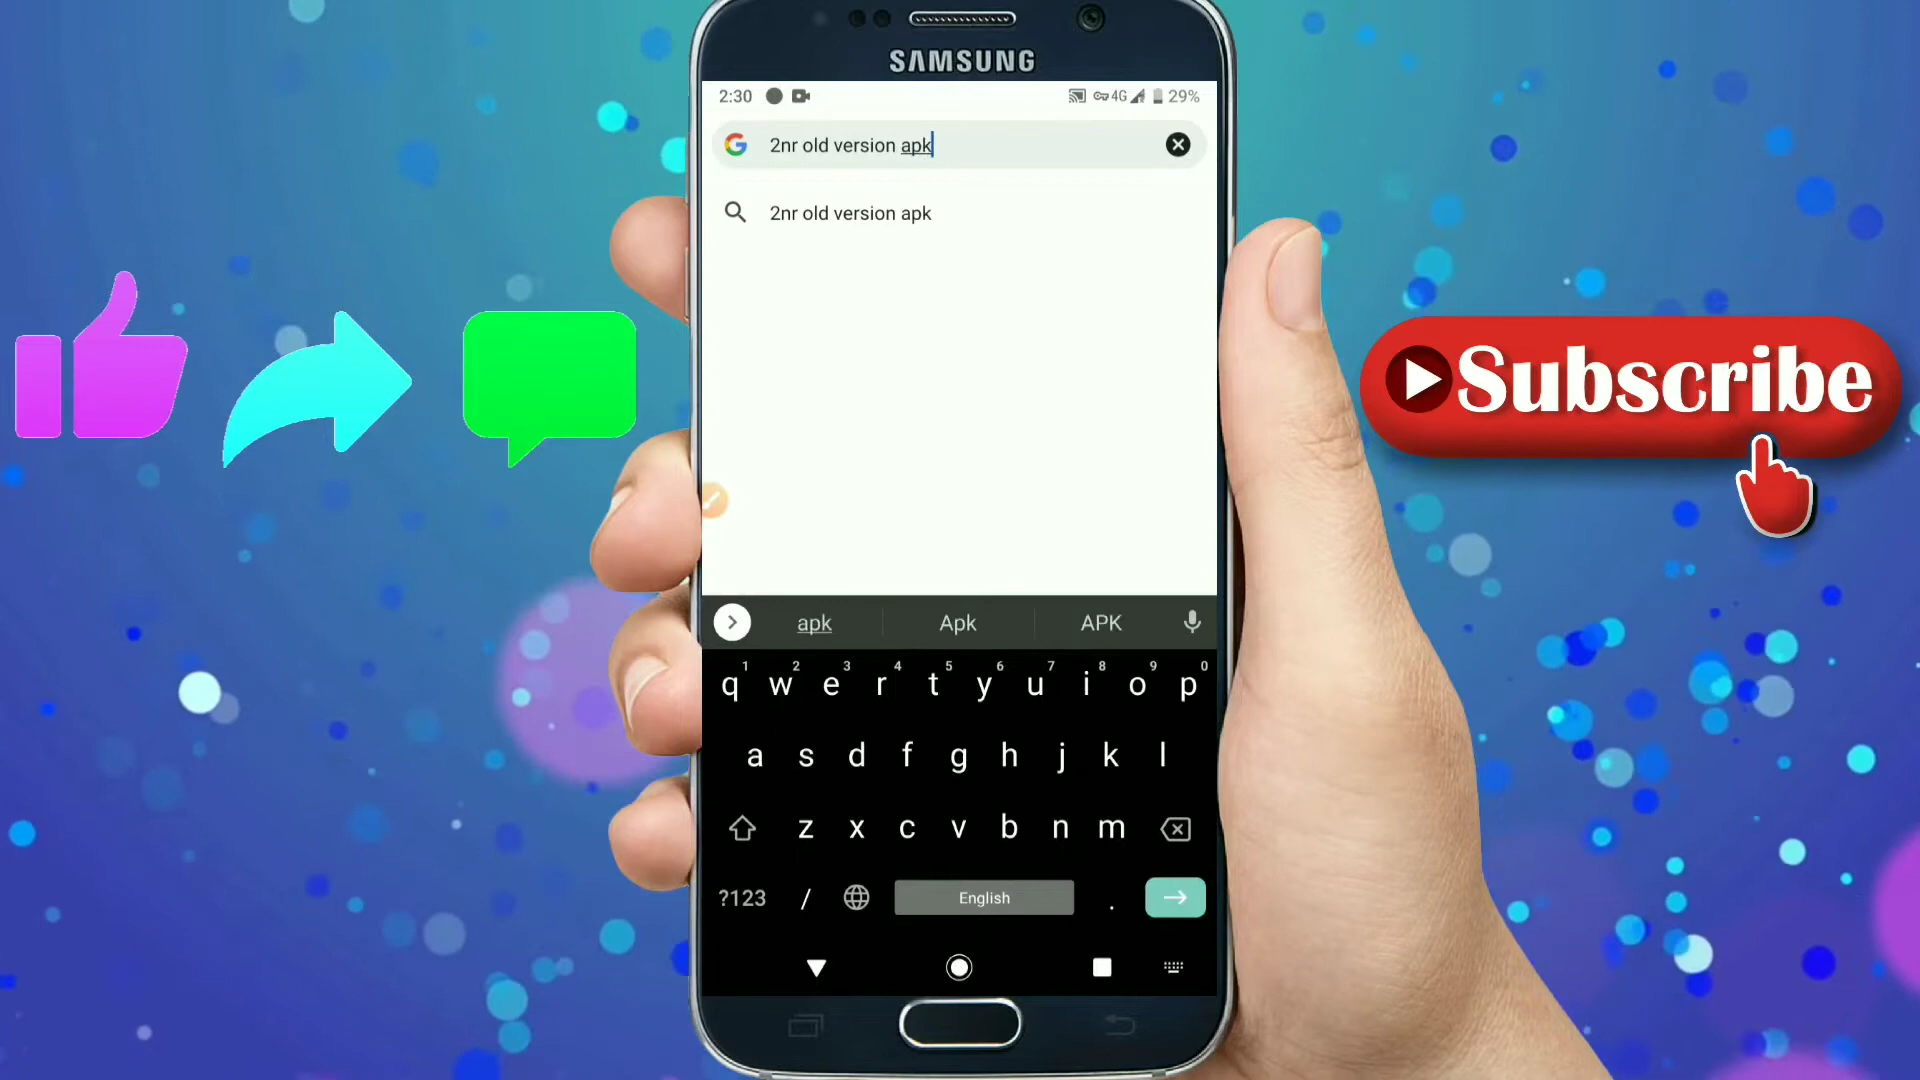 SAMSUNG
2:30 4G 29%
2nr old version apk
2nr old version apk
Subscribe
apk Apk APK
1 2 3 4 5 6 7 8 9 0
q w e r t y u i o p
a s d f g h j k l
z x c v b n m
?123 / English .